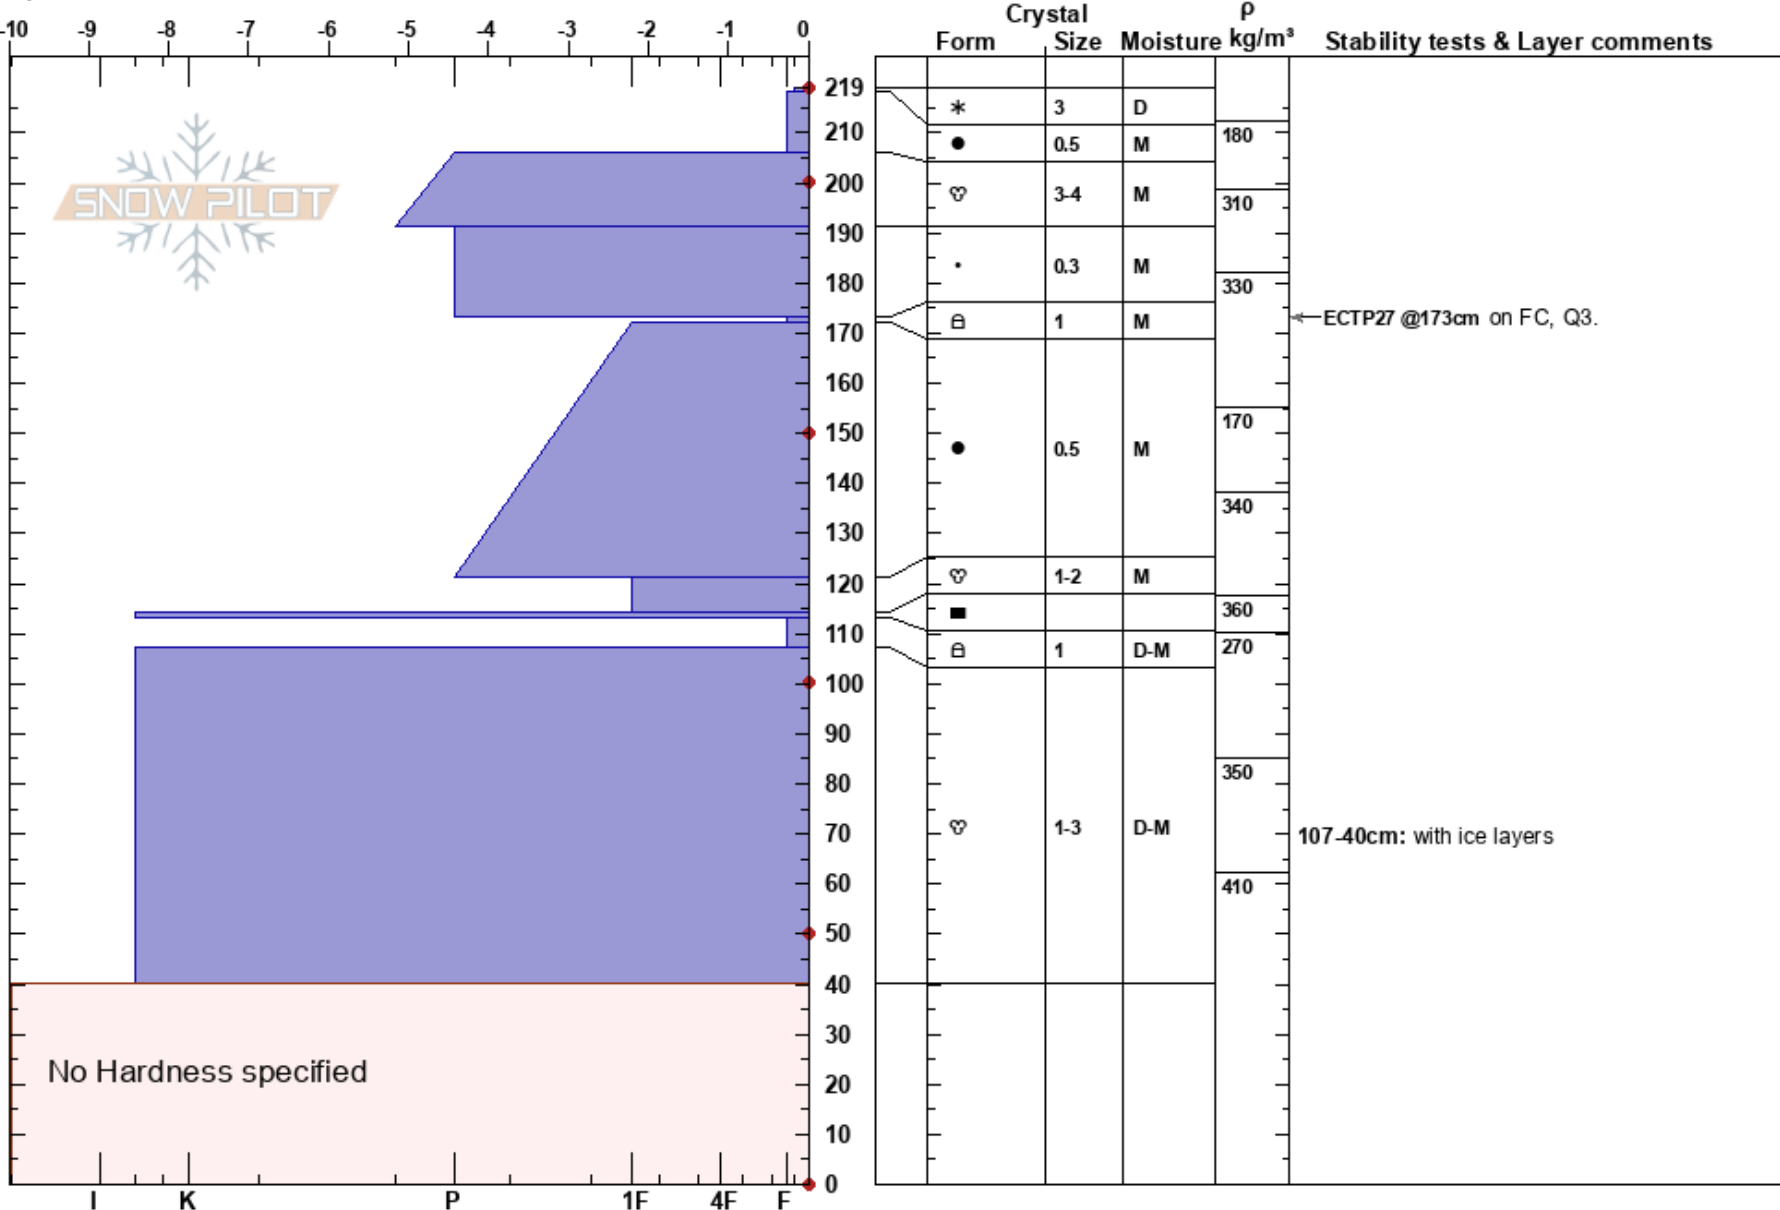 Crystal ρ
-10 -9 -8 -7 -6 -5 -4 -3 -2 -1 0 Form Size Moisture kg/m³ Stability tests & Layer comments
219
3 D
210 180
0.5 M
SNOW PILOT 200 3-4 M 310
190
0.3 M
180 330
1 M ECTP27 @173cm on FC, Q3.
170
160
170
150 0.5 M
140
340
130
120 1-2 M
360
110 270
1 D-M
100
90
350
80
70 1-3 D-M 107-40cm: with ice layers
60 410
50
40
30
No Hardness specified
20
10
0
I K P 1F 4F F